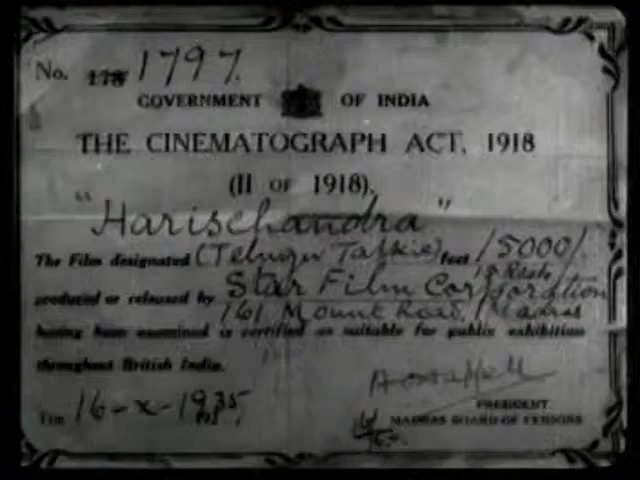 No. 178 1797.
GOVERNMENT OF INDIA
THE CINEMATOGRAPH ACT, 1918
(II OF 1918).
"Harischandra"
The Film designated (Telugu Talkie) feet 15000/
15 Reels
produced or released by Star Film Corporation
161 Mount Road, Madras
having been examined is certified as suitable for public exhibition
throughout British India.
PRESIDENT
The 16-X-1935.
MADRAS BOARD OF CENSORS